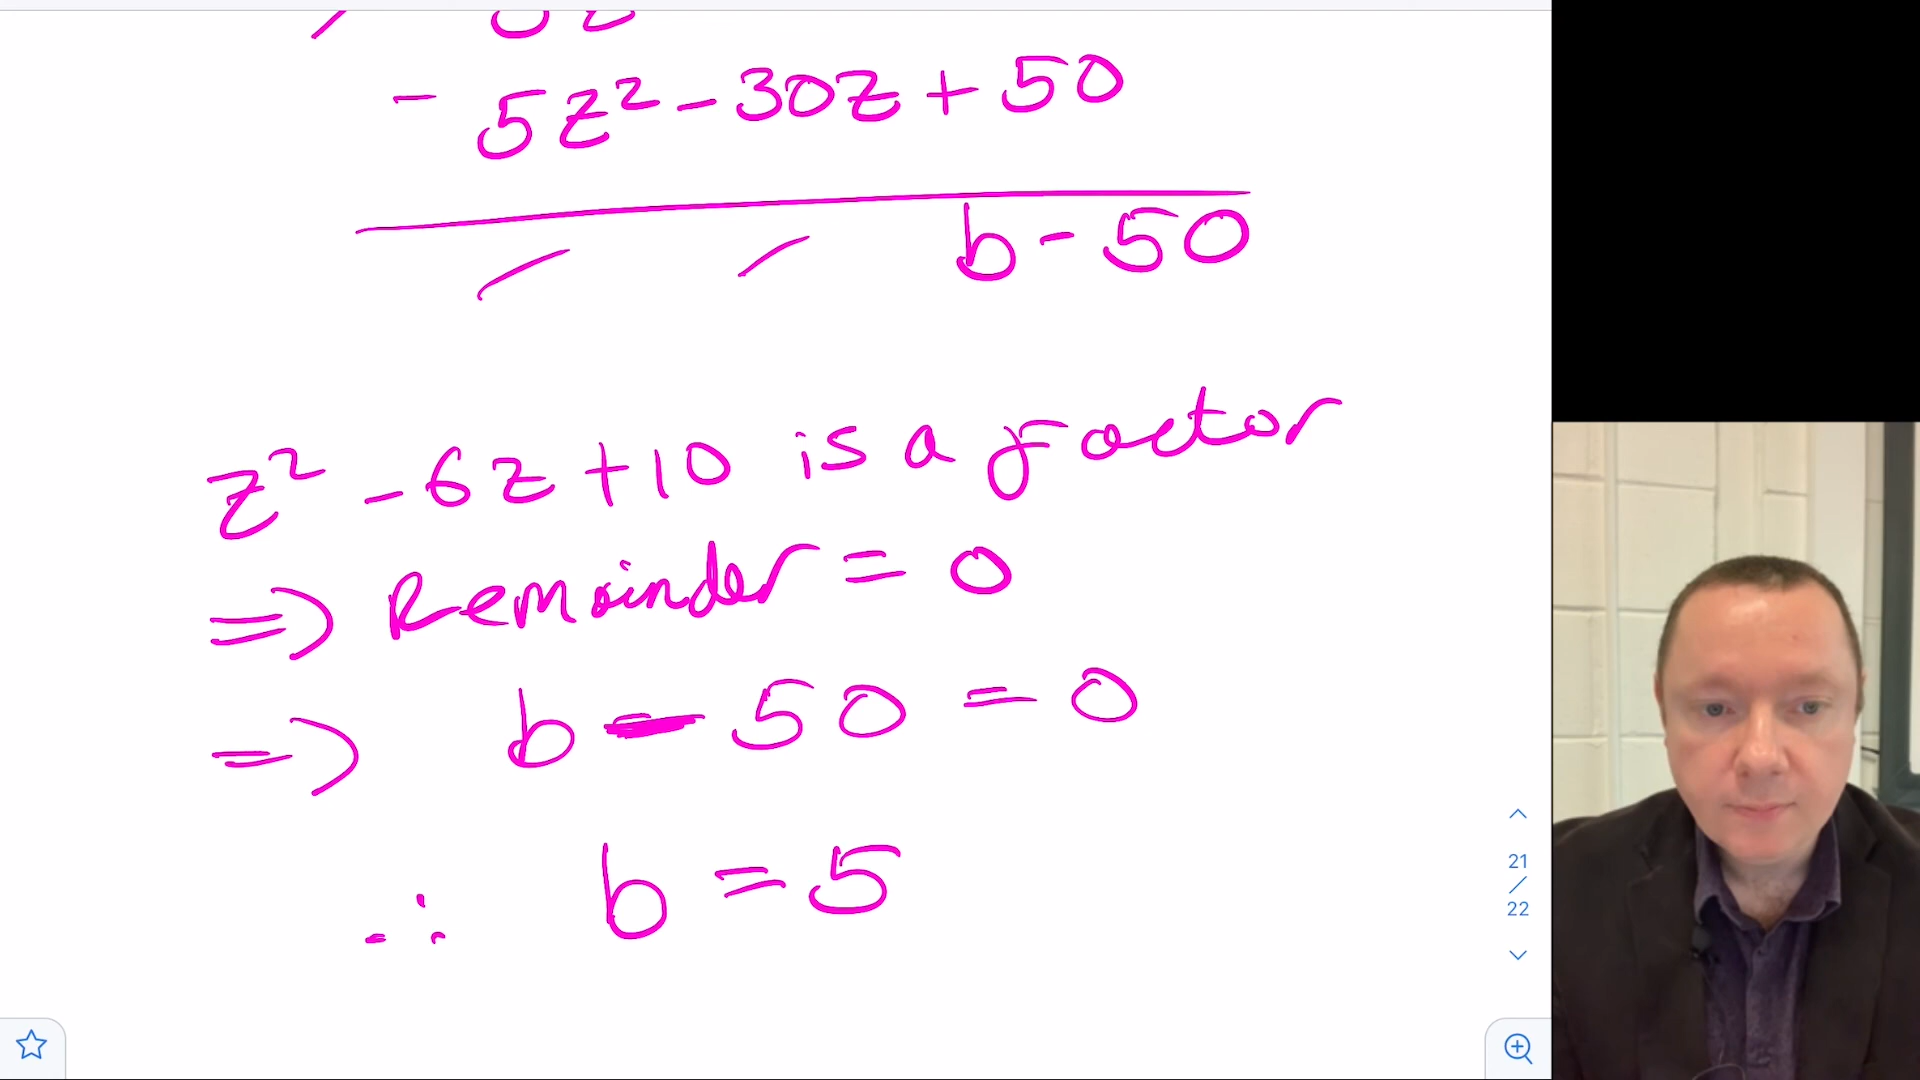 - 5z² - 30z + 50
b - 50
z² - 6z + 10 is a factor
=> Remainder = 0
=> b - 50 = 0
∴ b = 5
21
/
22